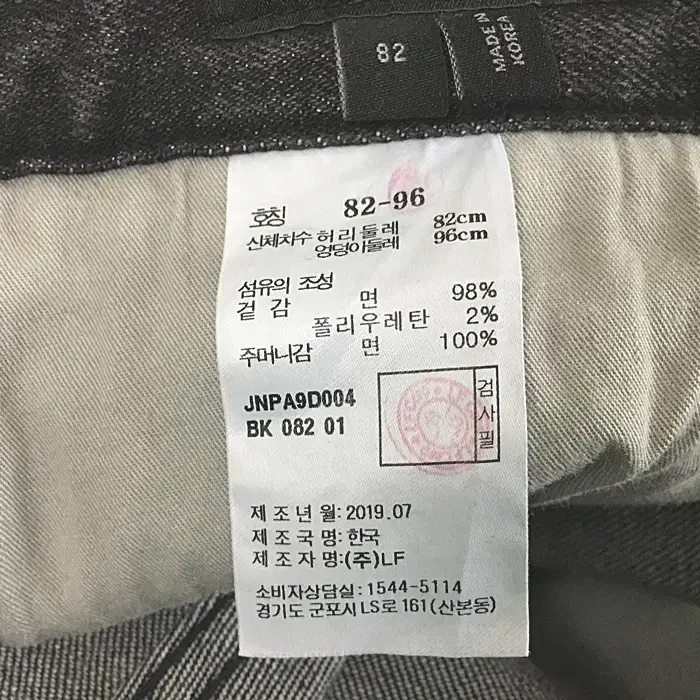 82
MADE IN
KOREA
호칭 82-96
신체치수 허리둘레 82cm
엉덩이둘레 96cm
섬유의 조성
겉감 면 98%
폴리우레탄 2%
주머니감 면 100%
JNPA9D004
BK 082 01
검사필
제조년월: 2019.07
제조국명: 한국
제조자명: (주)LF
소비자상담실: 1544-5114
경기도 군포시 LS로 161 (산본동)